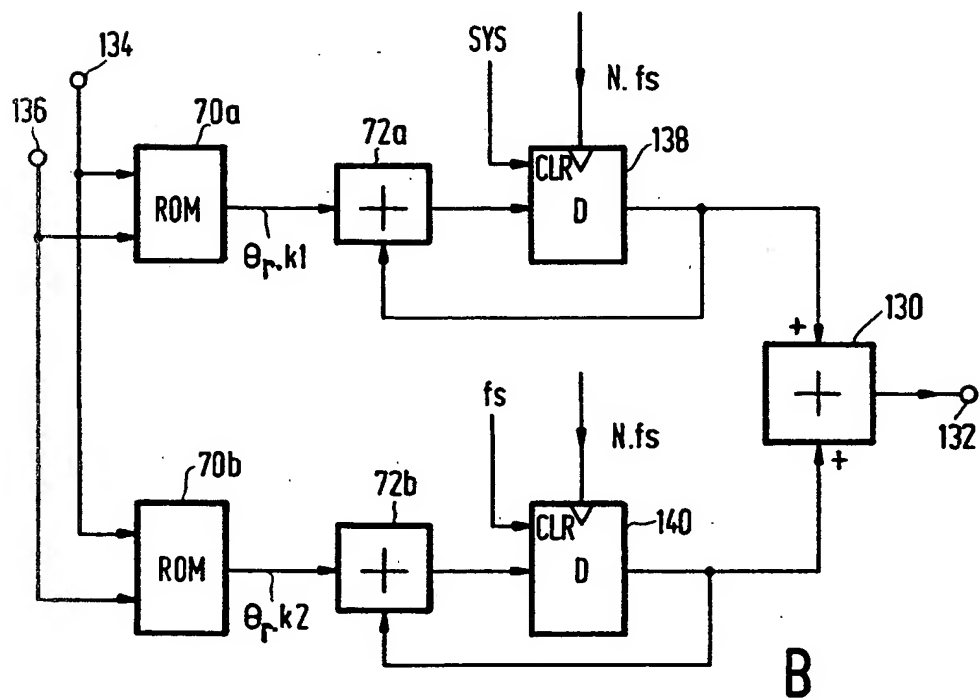 134
136
SYS
N.fs
70a
72a
138
ROM
+
CLR
D
θr.k1
+
130
+
132
+
fs
N.fs
70b
72b
140
ROM
+
CLR
D
θr.k2
B